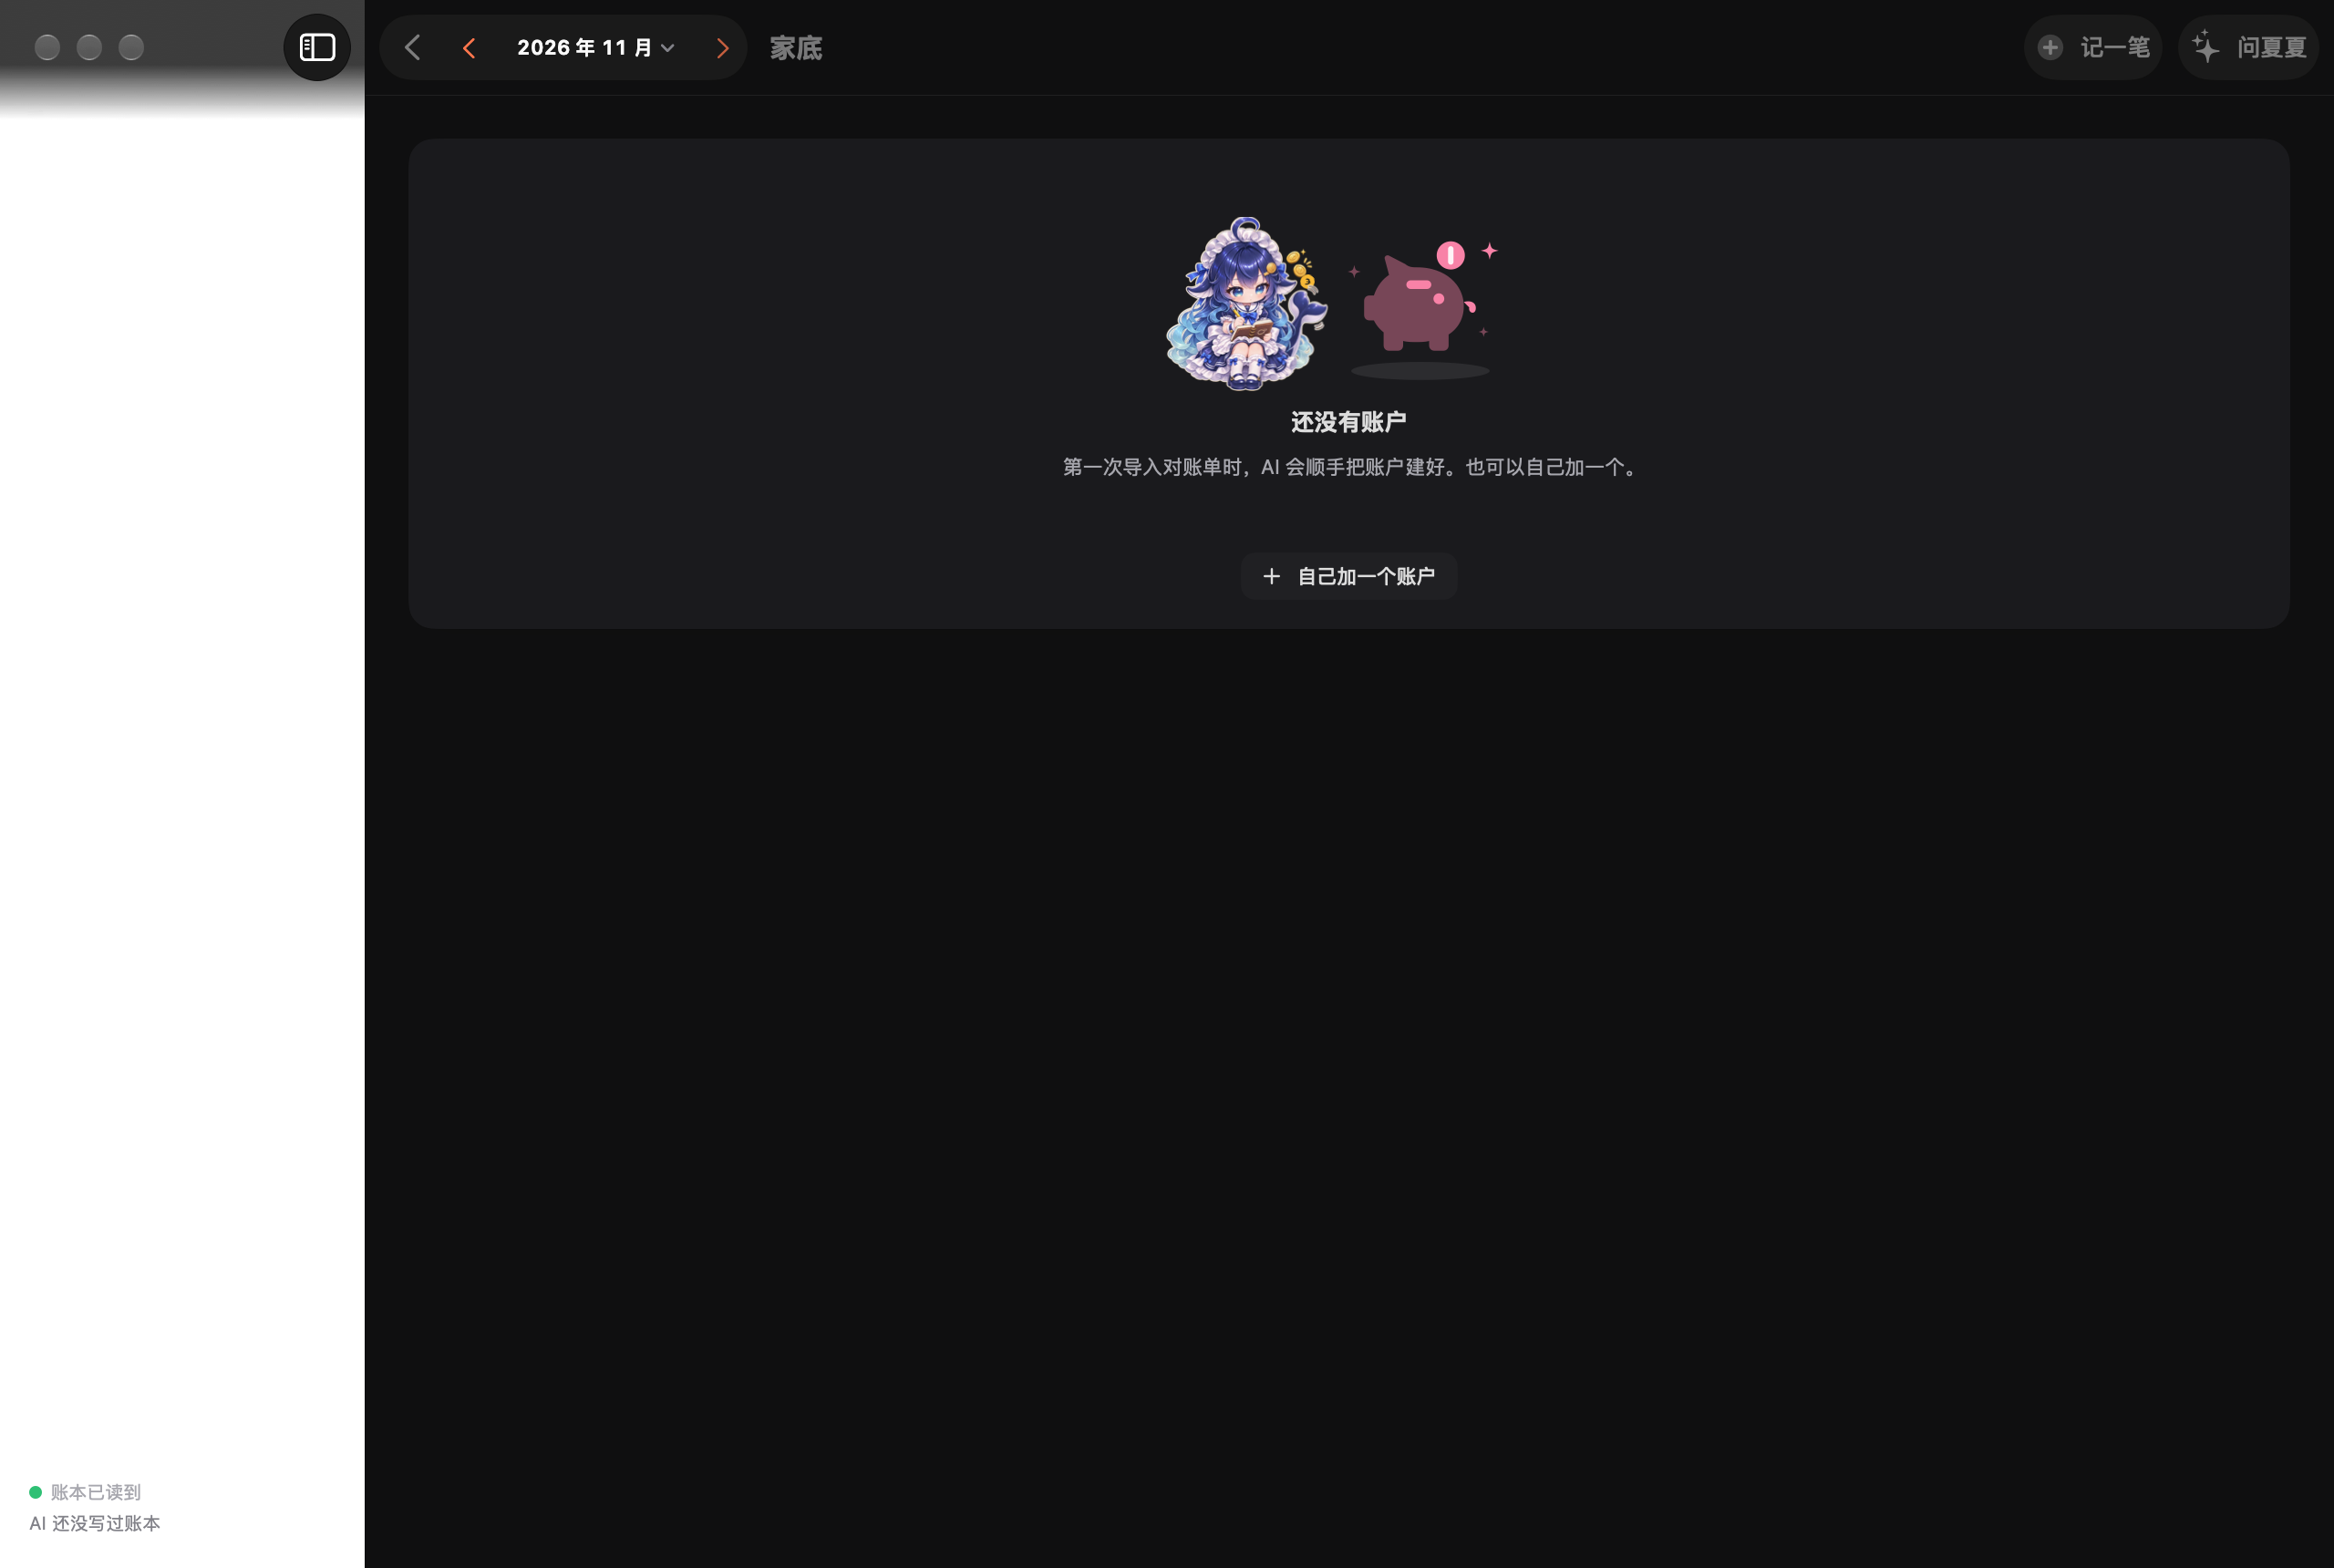 2026 年 11 月
家底
记一笔
问夏夏
还没有账户
第一次导入对账单时，AI 会顺手把账户建好。也可以自己加一个。
自己加一个账户
账本已读到
AI 还没写过账本